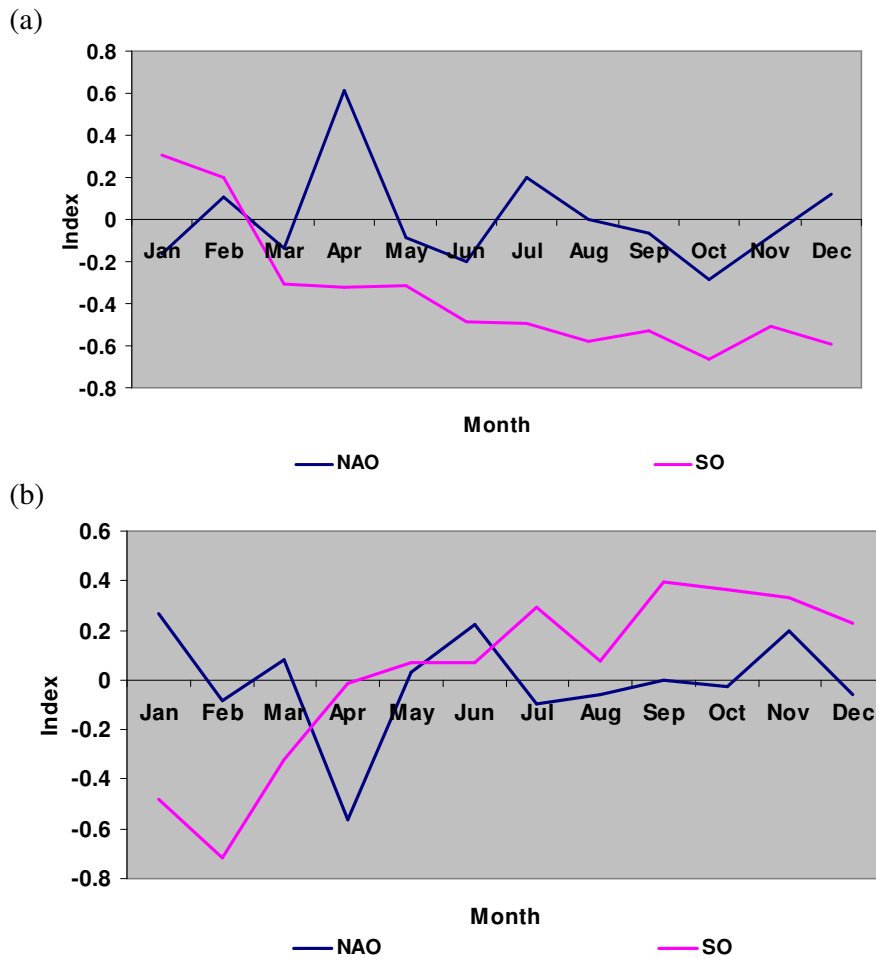 (a)
0.8
0.6
0.4
0.2
0
-0.2
-0.4
-0.6
-0.8
Index
Jan Feb Mar Apr May Jun Jul Aug Sep Oct Nov Dec
Month
NAO SO
(b)
0.6
0.4
0.2
0
-0.2
-0.4
-0.6
-0.8
Index
Jan Feb Mar Apr May Jun Jul Aug Sep Oct Nov Dec
Month
NAO SO